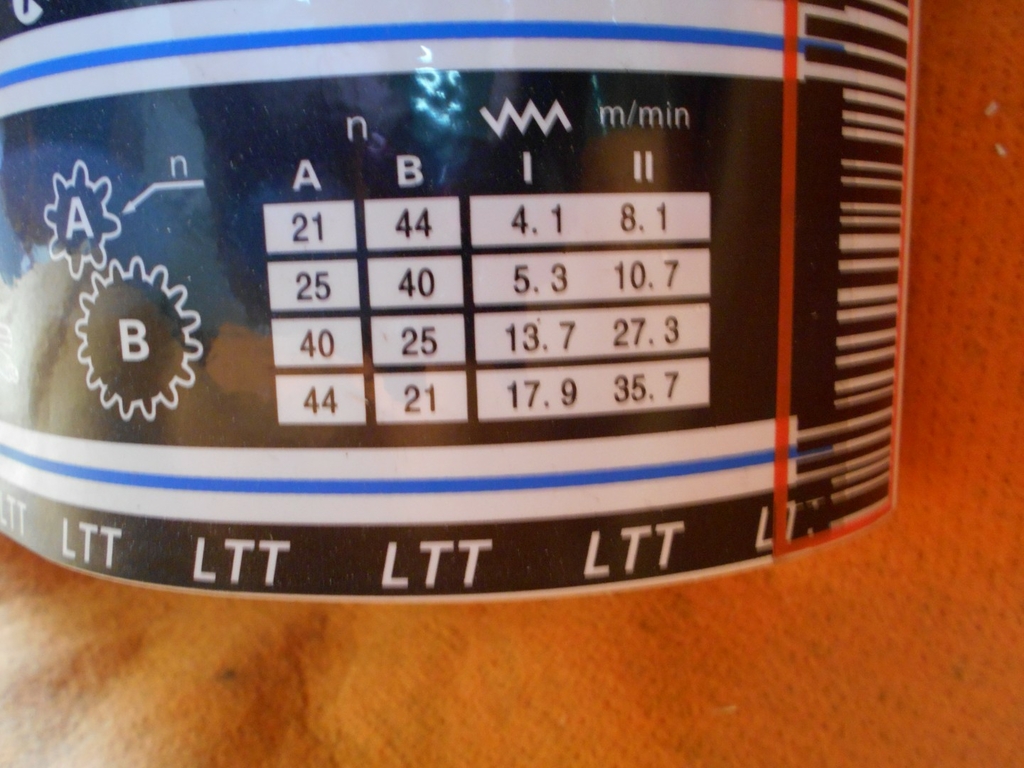 n
n m/min
A B I II
A
21 44 4.1 8.1
25 40 5.3 10.7
B
40 25 13.7 27.3
44 21 17.9 35.7
LTT LTT LTT LTT LTT LT